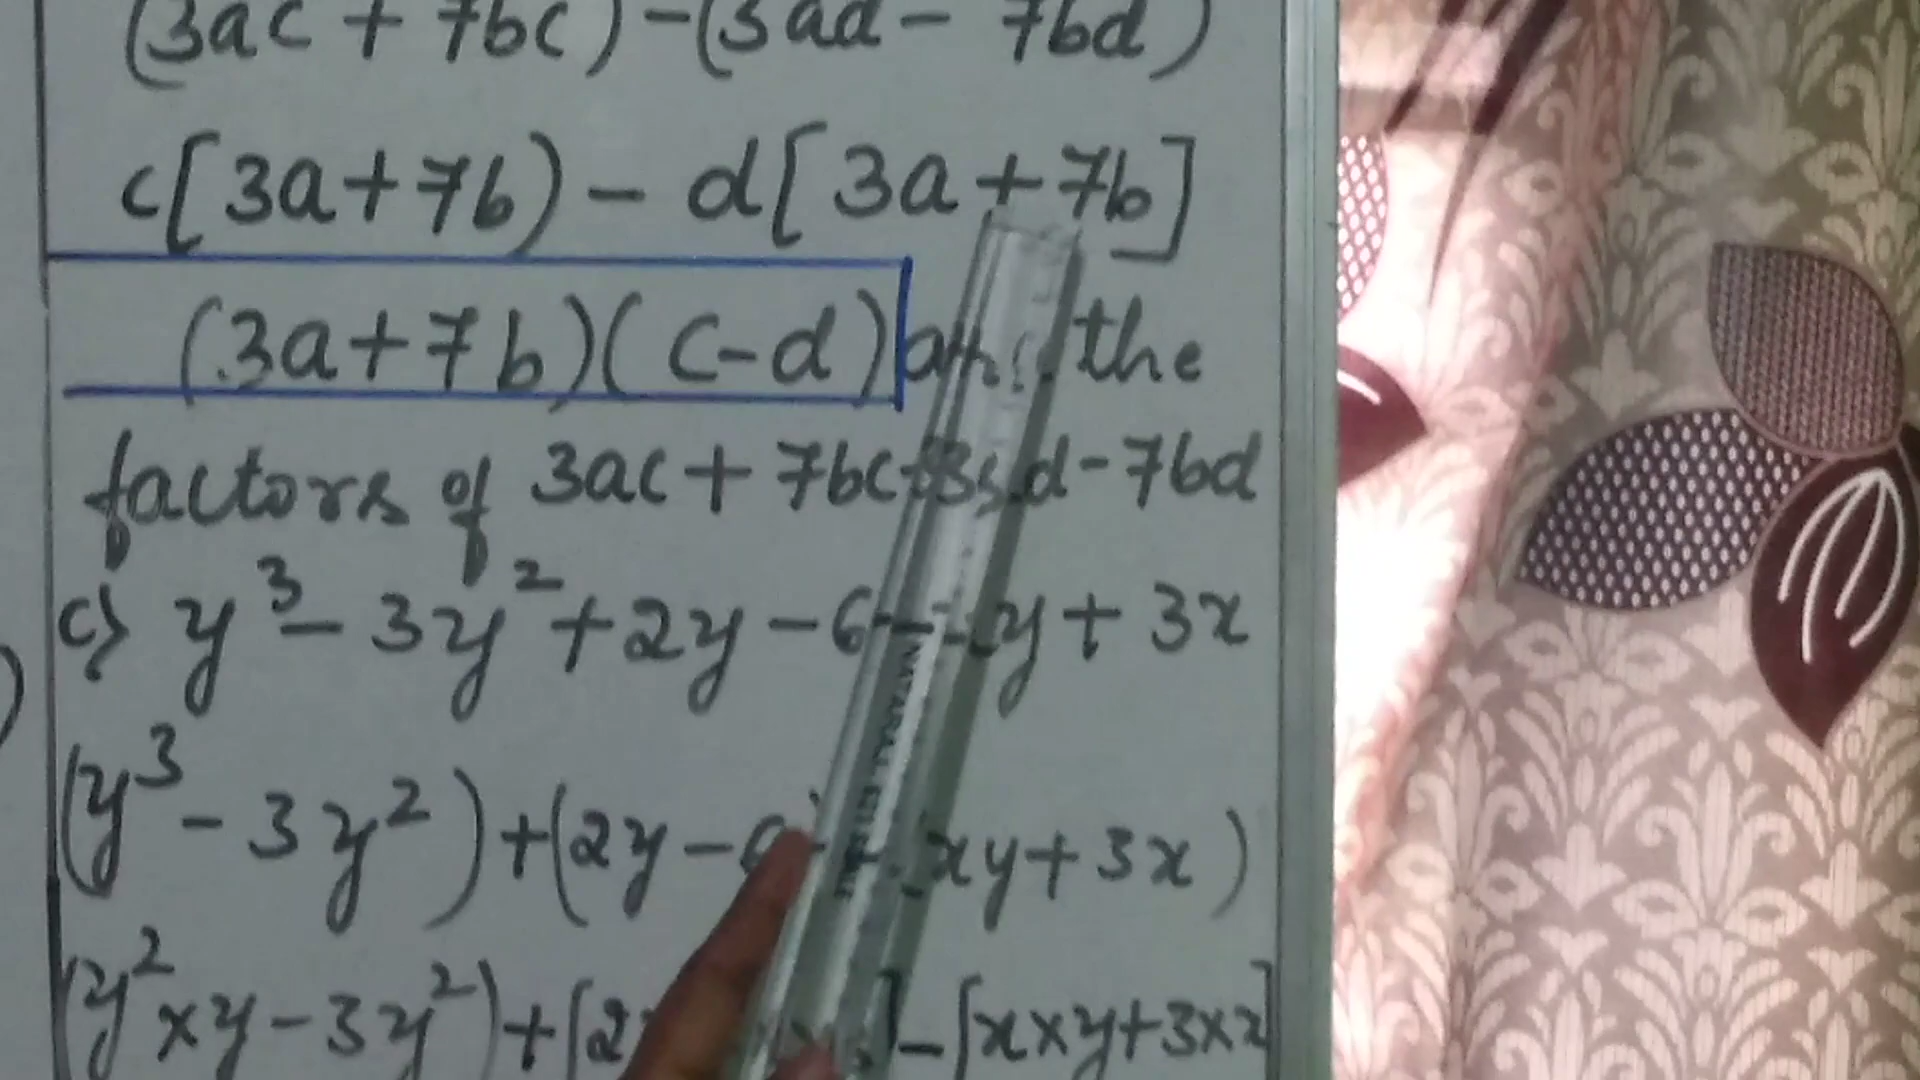 (3ac + 7bc) - (3ad - 7bd)
c[3a+7b) - d[3a+7b]
(3a+7b)(c-d) the
factors of 3ac + 7bc d-7bd
c} y³ - 3y² + 2y - 6 - y + 3x
(y³ - 3y²) + (2y - xy + 3x)
(y² x y - 3y²) + [2 ] - [x x y + 3 x x]